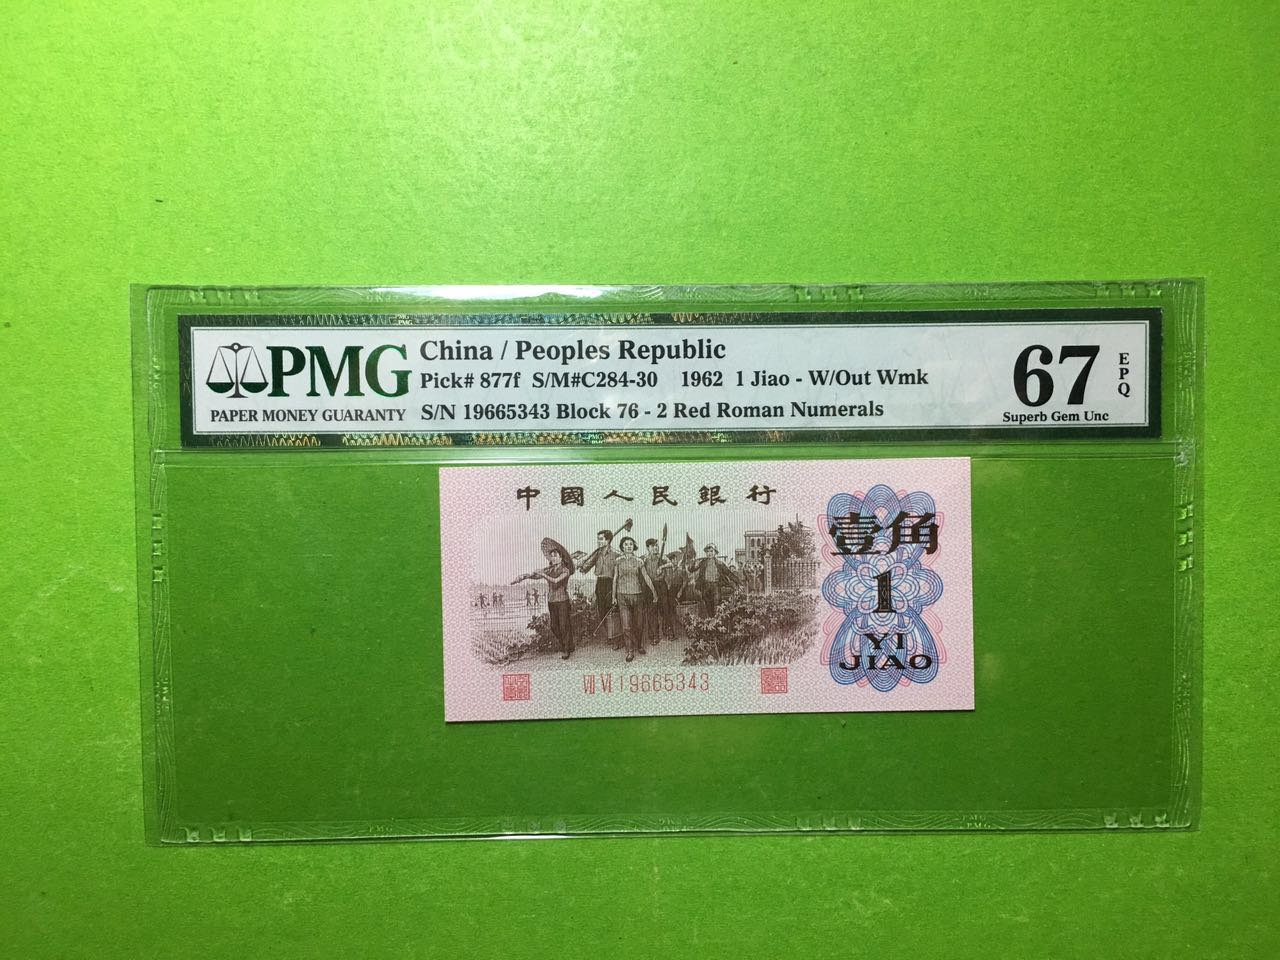 PMG
PAPER MONEY GUARANTY
China / Peoples Republic
Pick# 877f S/M#C284-30 1962 1 Jiao - W/Out Wmk
S/N 19665343 Block 76 - 2 Red Roman Numerals
67
EPQ
Superb Gem Unc
中國人民銀行
壹角
1
YI
JIAO
VII VI 19665343